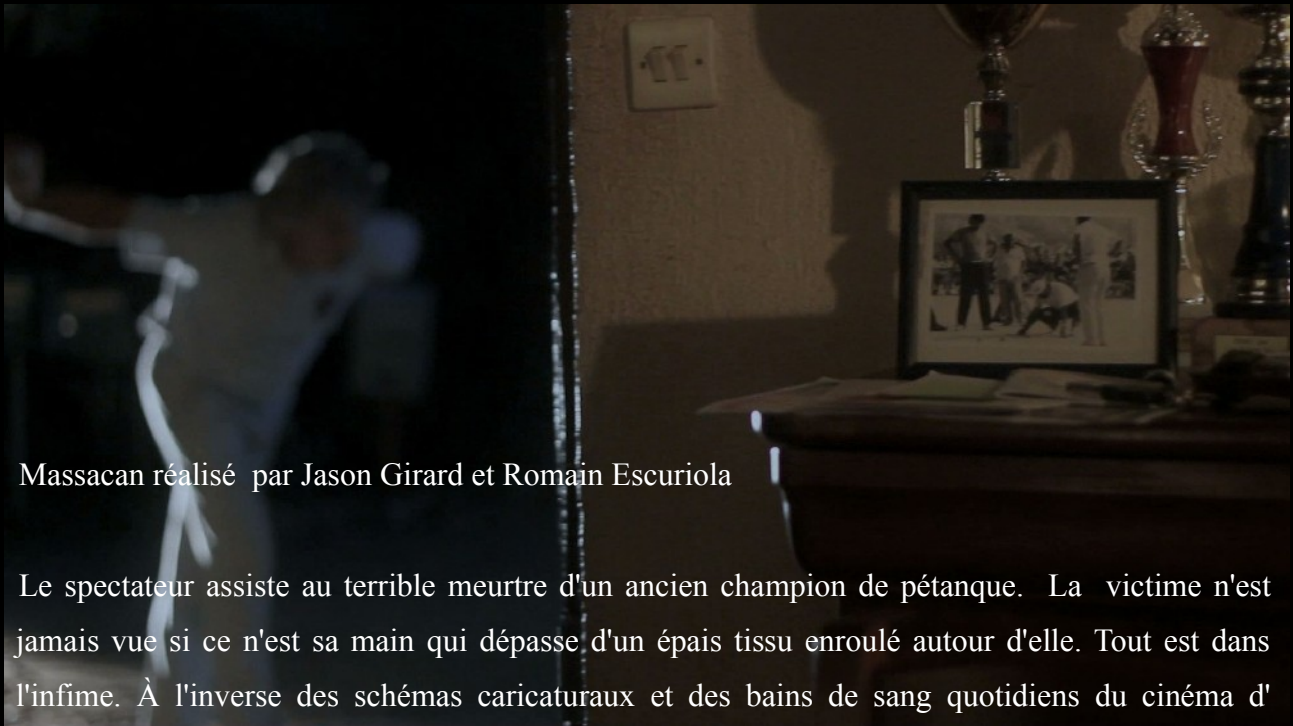 Massacan réalisé  par Jason Girard et Romain Escuriola
Le spectateur assiste au terrible meurtre d'un ancien champion de pétanque.  La  victime n'est
jamais vue si ce n'est sa main qui dépasse d'un épais tissu enroulé autour d'elle. Tout est dans
l'infime. À l'inverse des schémas caricaturaux et des bains de sang quotidiens du cinéma d'